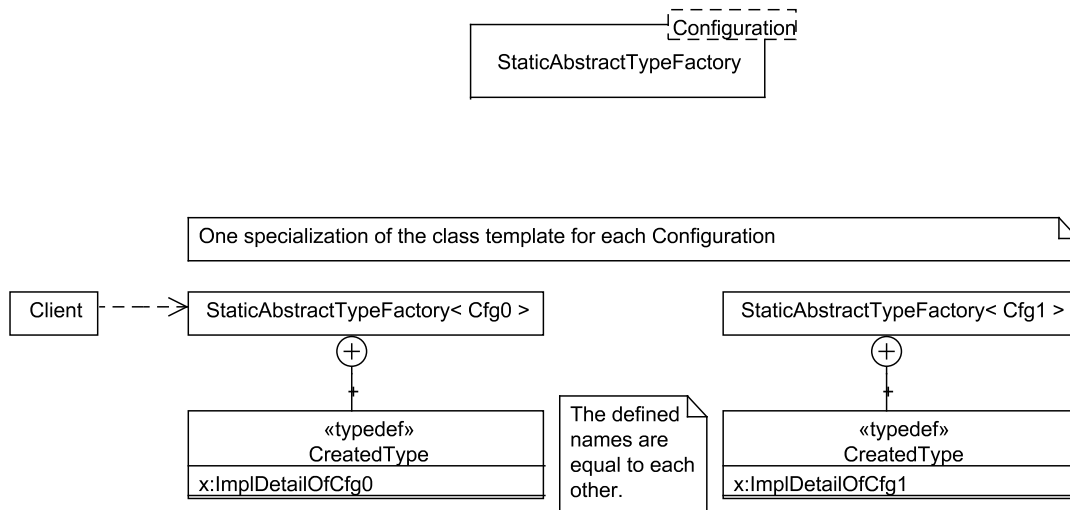 Configuration
StaticAbstractTypeFactory
One specialization of the class template for each Configuration
Client
StaticAbstractTypeFactory< Cfg0 >
StaticAbstractTypeFactory< Cfg1 >
+
+
«typedef»
CreatedType
x:ImplDetailOfCfg0
The defined
names are
equal to each
other.
«typedef»
CreatedType
x:ImplDetailOfCfg1